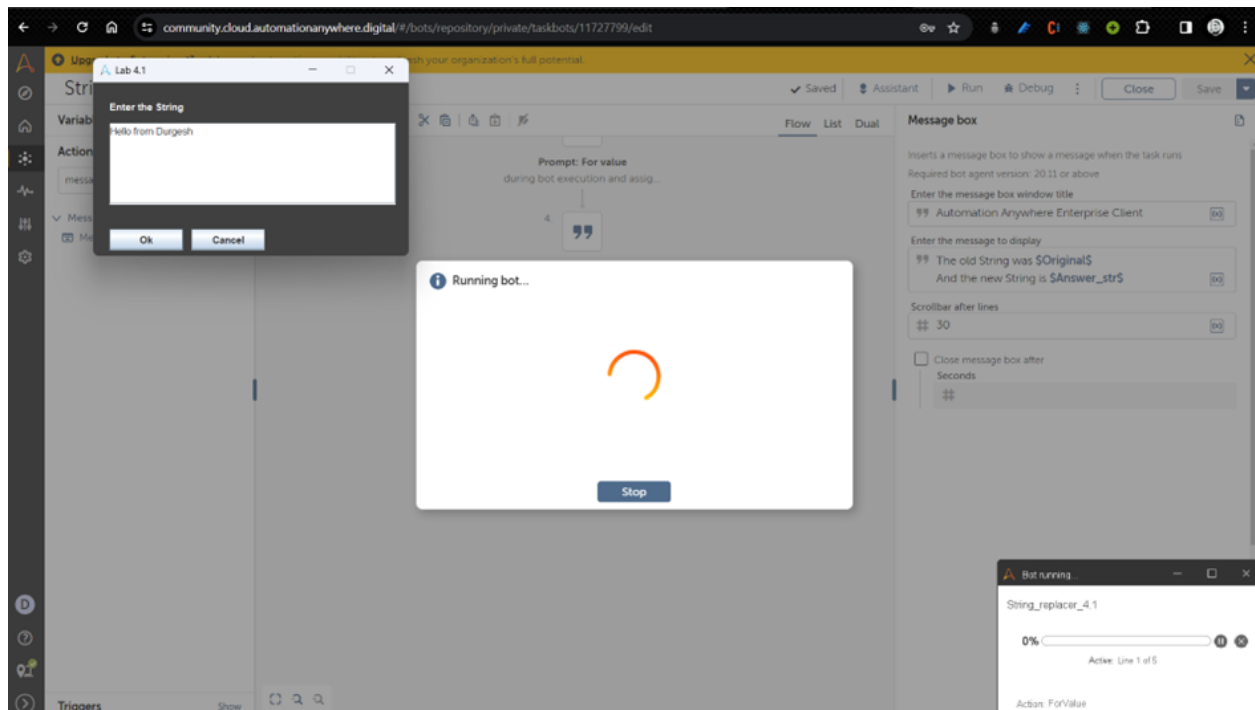 community.cloud.automationanywhere.digital/#/bots/repository/private/taskbots/11727799/edit
Lab 4.1
sh your organization's full potential.
Saved
Assistant
Run
Debug
Close
Save
Enter the String
Hello from Durgesh
Ok
Cancel
Flow List Dual
Prompt: For value
during bot execution and assig...
4.
Running bot...
Stop
Message box
Inserts a message box to show a message when the task runs
Required bot agent version: 20.11 or above
Enter the message box window title
Automation Anywhere Enterprise Client
Enter the message to display
The old String was $Original$
And the new String is $Answer_str$
Scrollbar after lines
30
Close message box after
Seconds
Bot running...
String_replacer_4.1
0%
Active: Line 1 of 5
Action: ForValue
D
Triggers
Show